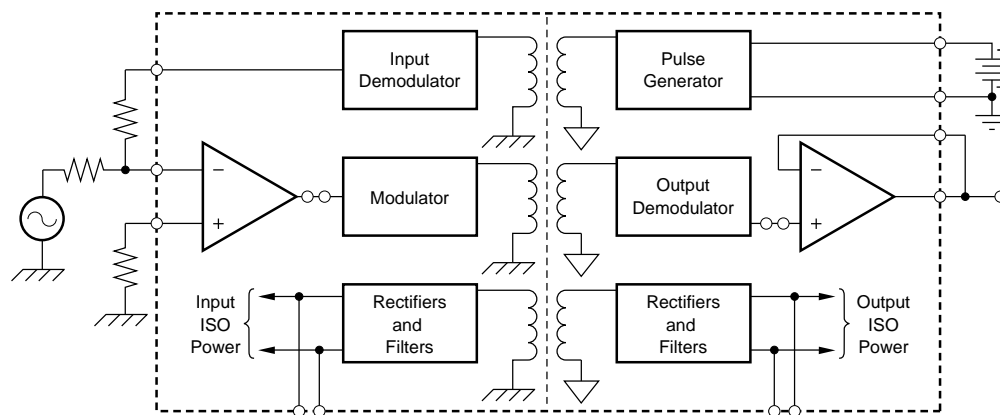 Input
Demodulator
Pulse
Generator
−
+
Modulator
Output
Demodulator
−
+
Input
ISO
Power
Rectifiers
and
Filters
Rectifiers
and
Filters
Output
ISO
Power